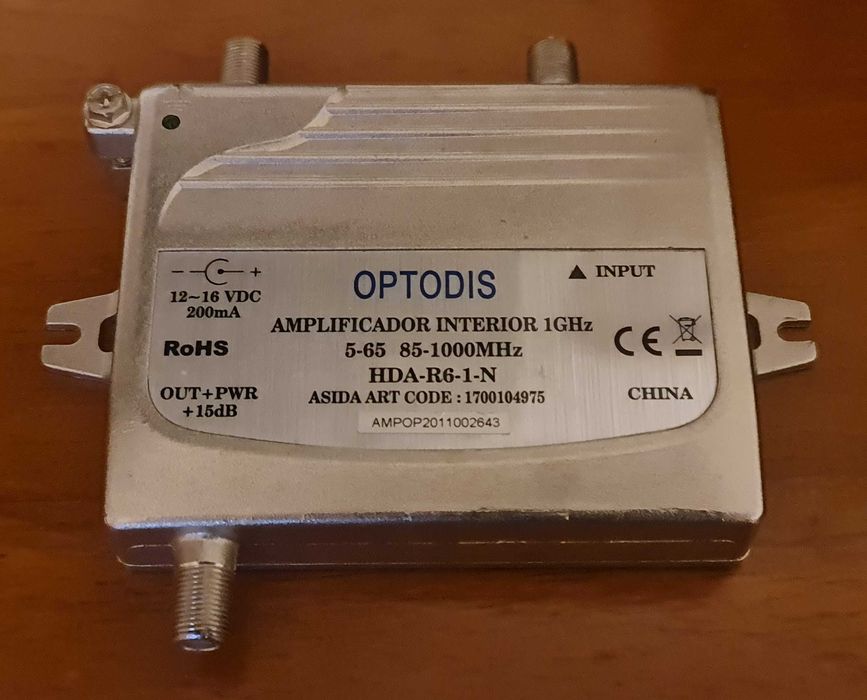 - +
12~16 VDC
200mA
RoHS
OUT+PWR
+15dB
OPTODIS
AMPLIFICADOR INTERIOR 1GHz
5-65 85-1000MHz
HDA-R6-1-N
ASIDA ART CODE : 1700104975
AMPOP2011002643
▲ INPUT
CE
CHINA